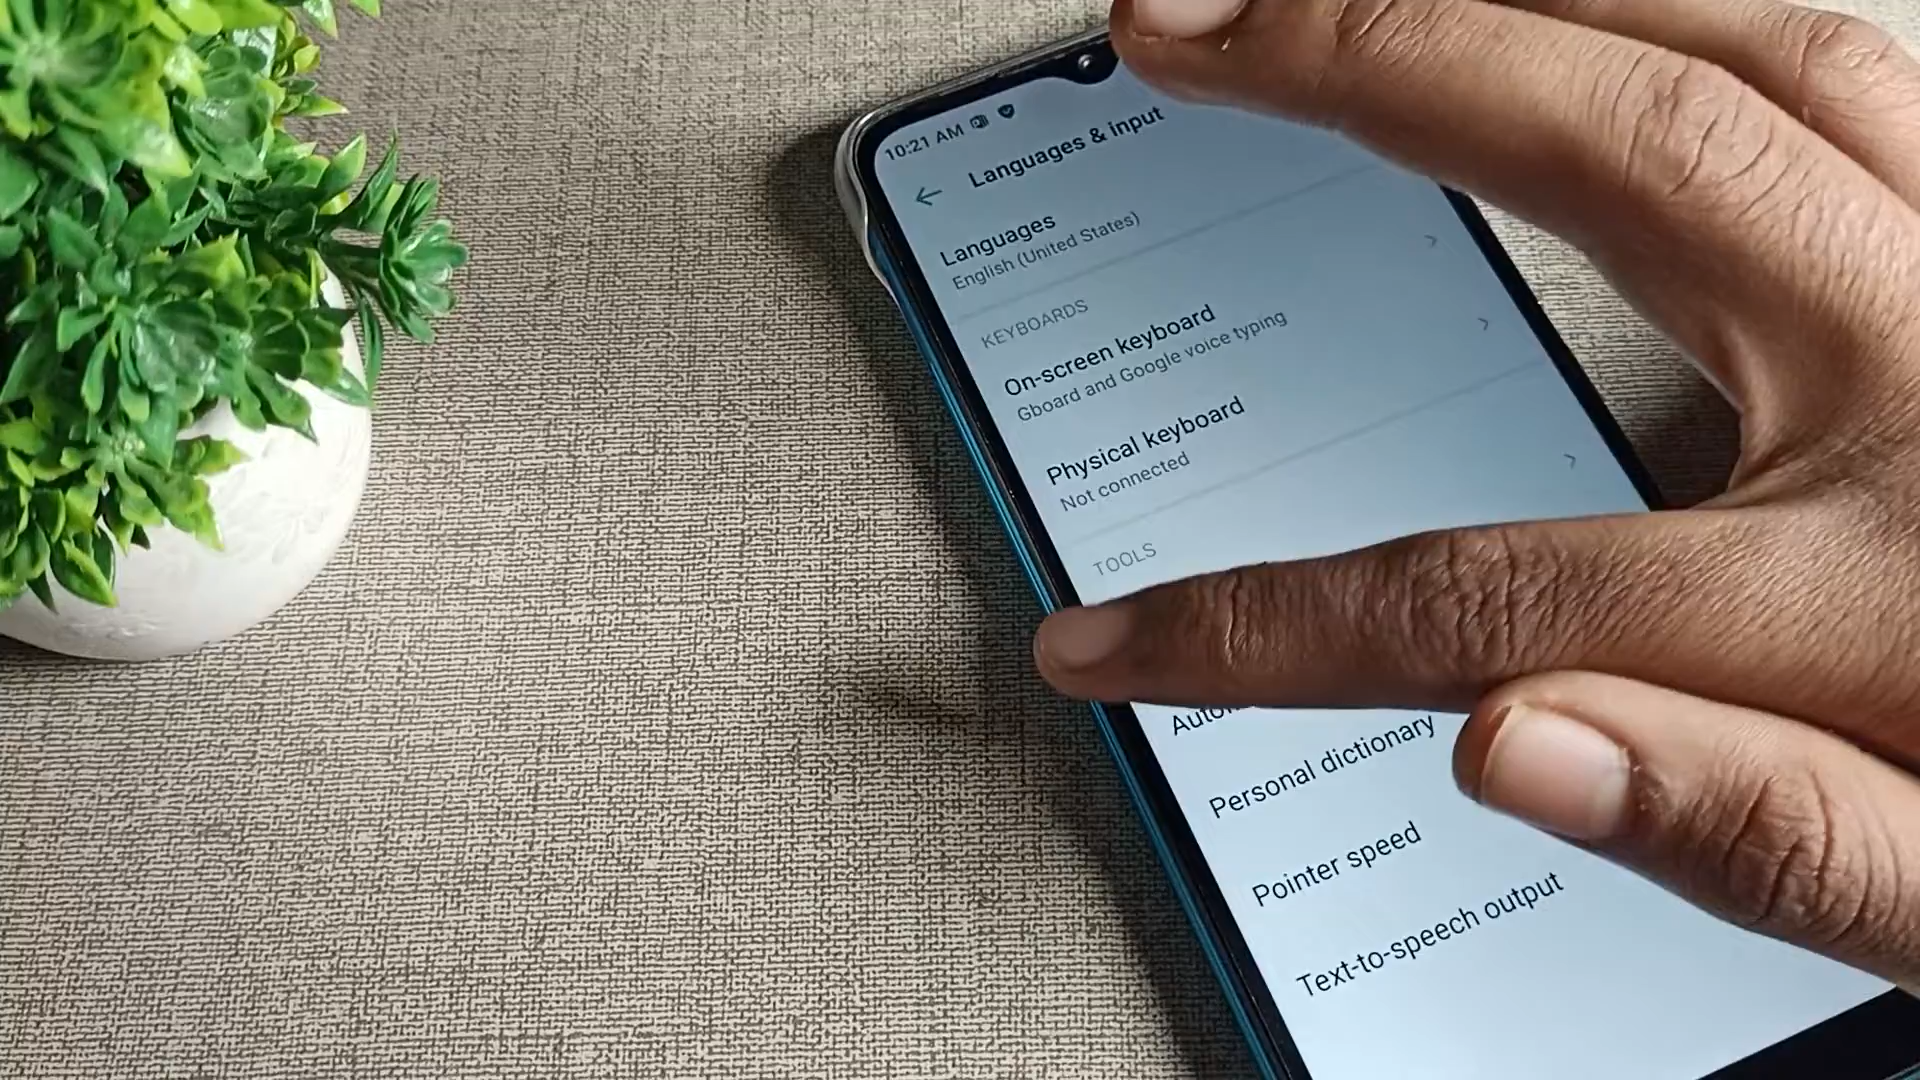 10:21 AM
Languages & input
Languages
English (United States)
KEYBOARDS
On-screen keyboard
Gboard and Google voice typing
Physical keyboard
Not connected
TOOLS
Personal dictionary
Pointer speed
Text-to-speech output